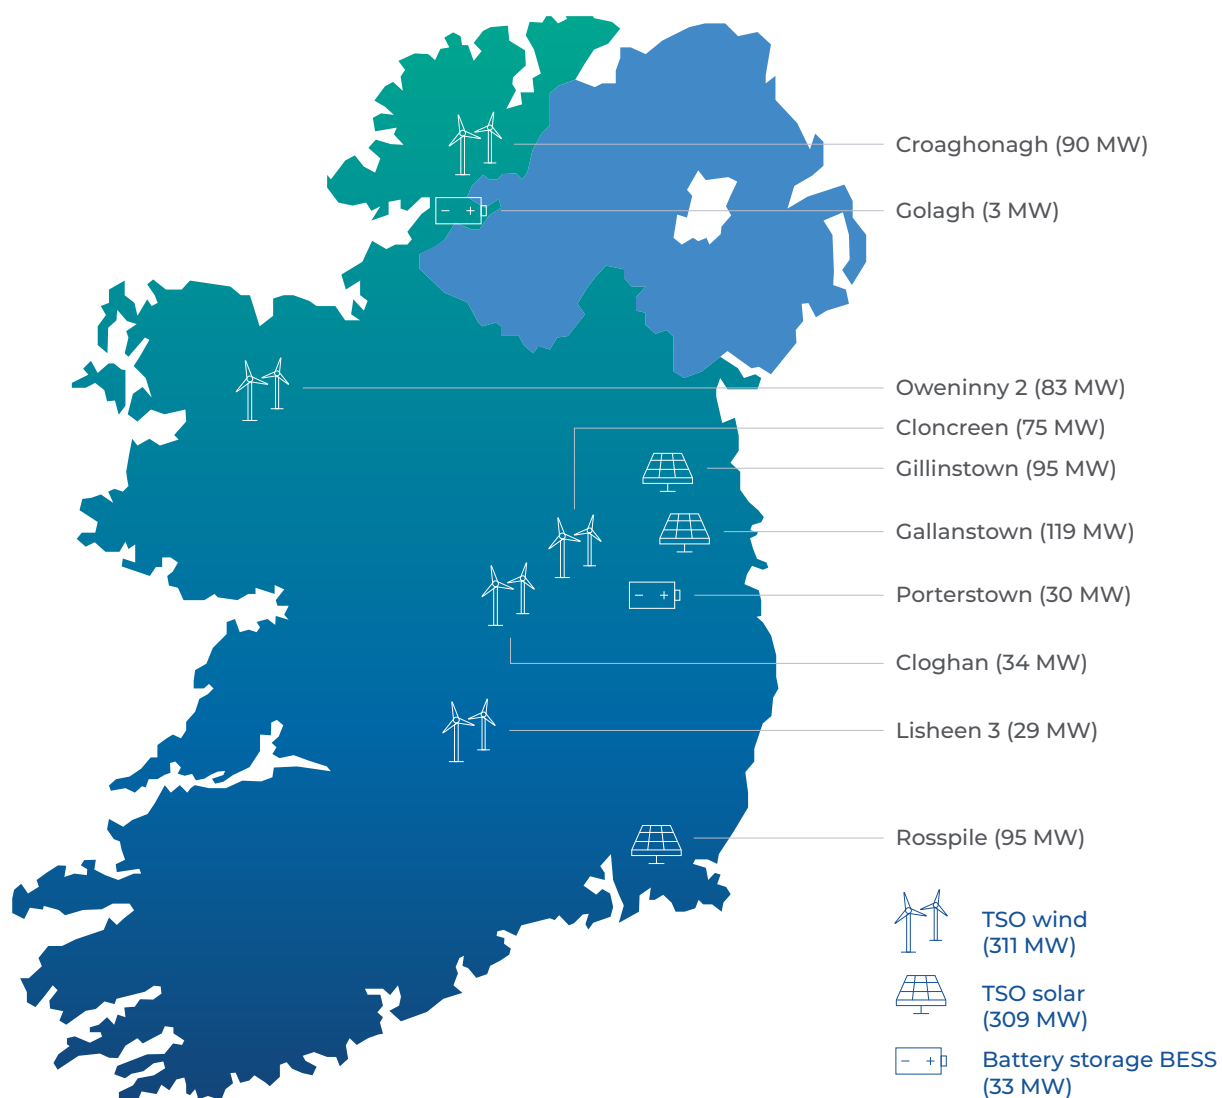 Croaghonagh (90 MW)
Golagh (3 MW)
Oweninny 2 (83 MW)
Cloncreen (75 MW)
Gillinstown (95 MW)
Gallanstown (119 MW)
Porterstown (30 MW)
Cloghan (34 MW)
Lisheen 3 (29 MW)
Rosspile (95 MW)
TSO wind
(311 MW)
TSO solar
(309 MW)
Battery storage BESS
(33 MW)